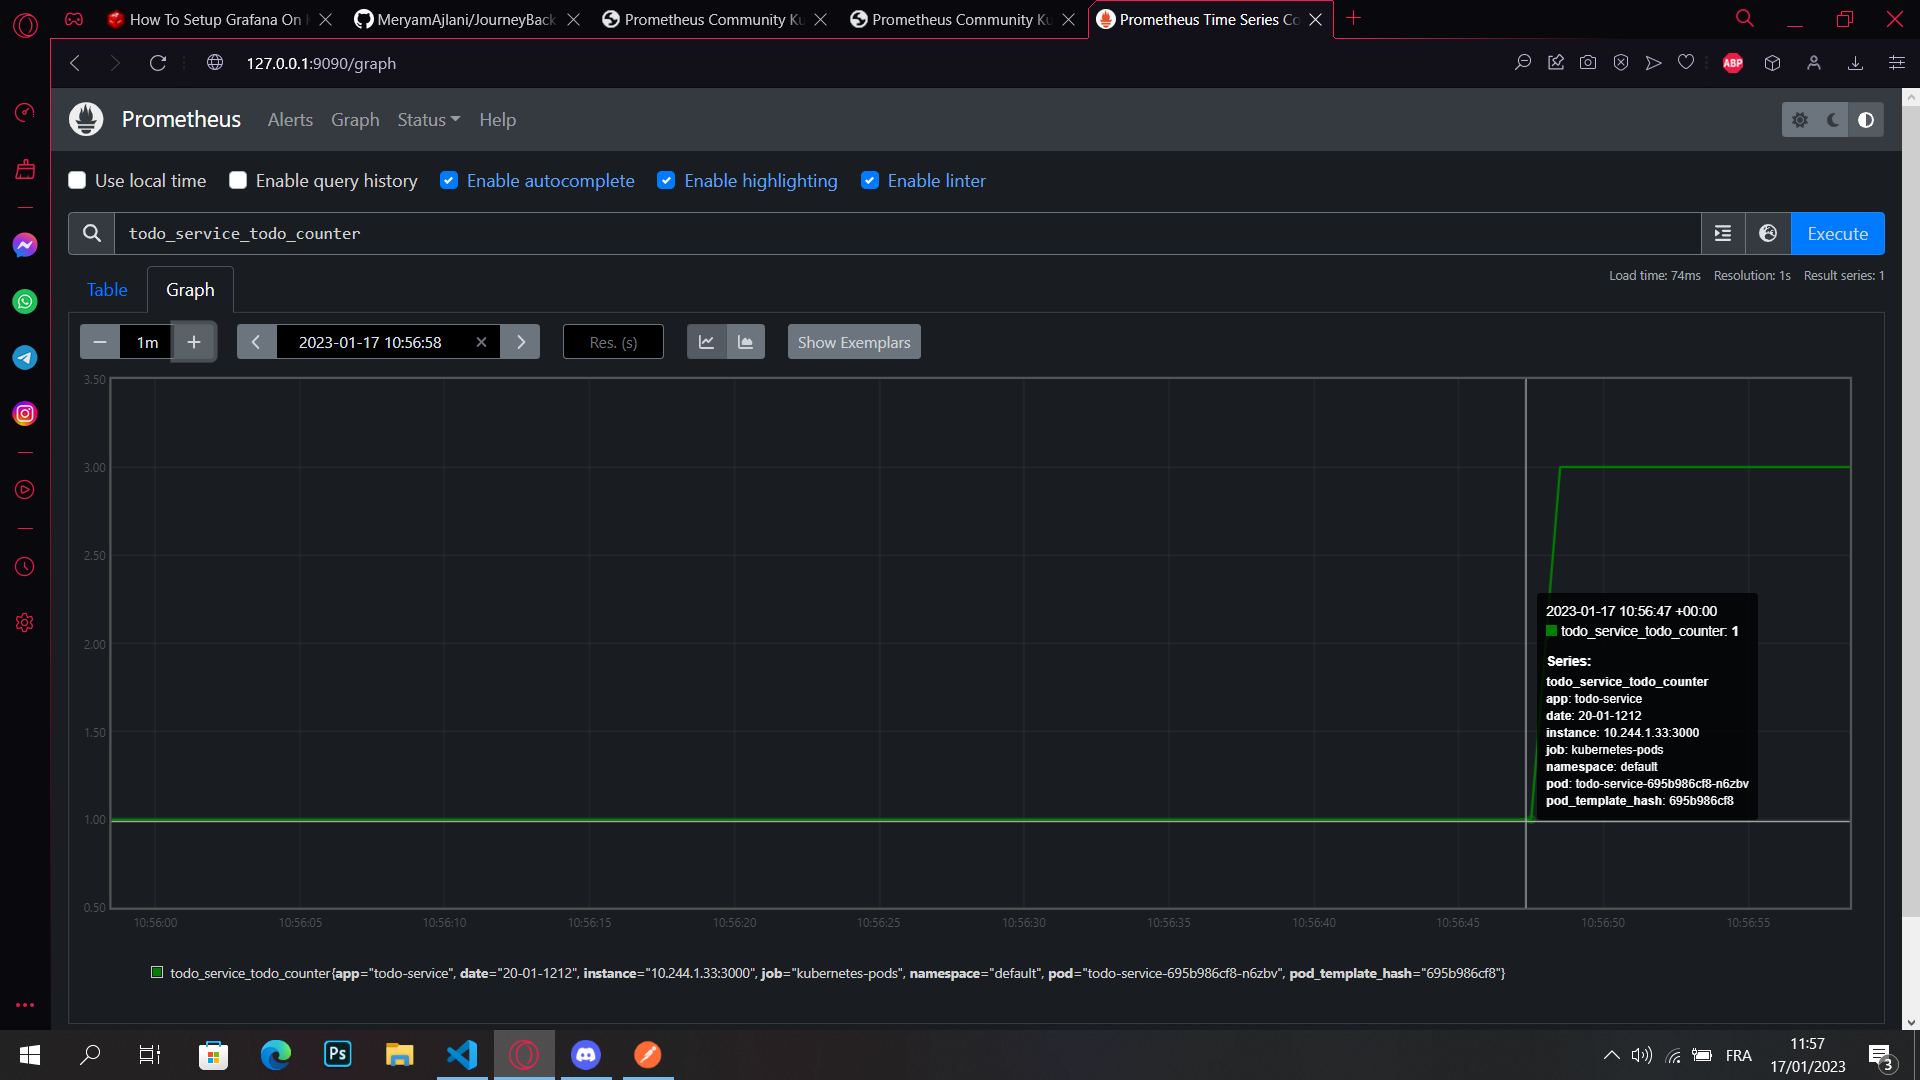 How To Setup Grafana On
MeryamAjlani/JourneyBack
Prometheus Community Ku
Prometheus Community Ku
Prometheus Time Series Co
127.0.0.1:9090/graph
ABP
Prometheus
Alerts
Graph
Status
Help
Use local time
Enable query history
Enable autocomplete
Enable highlighting
Enable linter
todo_service_todo_counter
Execute
Table
Graph
Load time: 74ms
Resolution: 1s
Result series: 1
1m
2023-01-17 10:56:58
Res. (s)
Show Exemplars
3.50
3.00
2.50
2.00
1.50
1.00
0.50
2023-01-17 10:56:47 +00:00
todo_service_todo_counter: 1
Series:
todo_service_todo_counter
app: todo-service
date: 20-01-1212
instance: 10.244.1.33:3000
job: kubernetes-pods
namespace: default
pod: todo-service-695b986cf8-n6zbv
pod_template_hash: 695b986cf8
10:56:00
10:56:05
10:56:10
10:56:15
10:56:20
10:56:25
10:56:30
10:56:35
10:56:40
10:56:45
10:56:50
10:56:55
todo_service_todo_counter{app="todo-service", date="20-01-1212", instance="10.244.1.33:3000", job="kubernetes-pods", namespace="default", pod="todo-service-695b986cf8-n6zbv", pod_template_hash="695b986cf8"}
Ps
FRA
11:57
17/01/2023
3